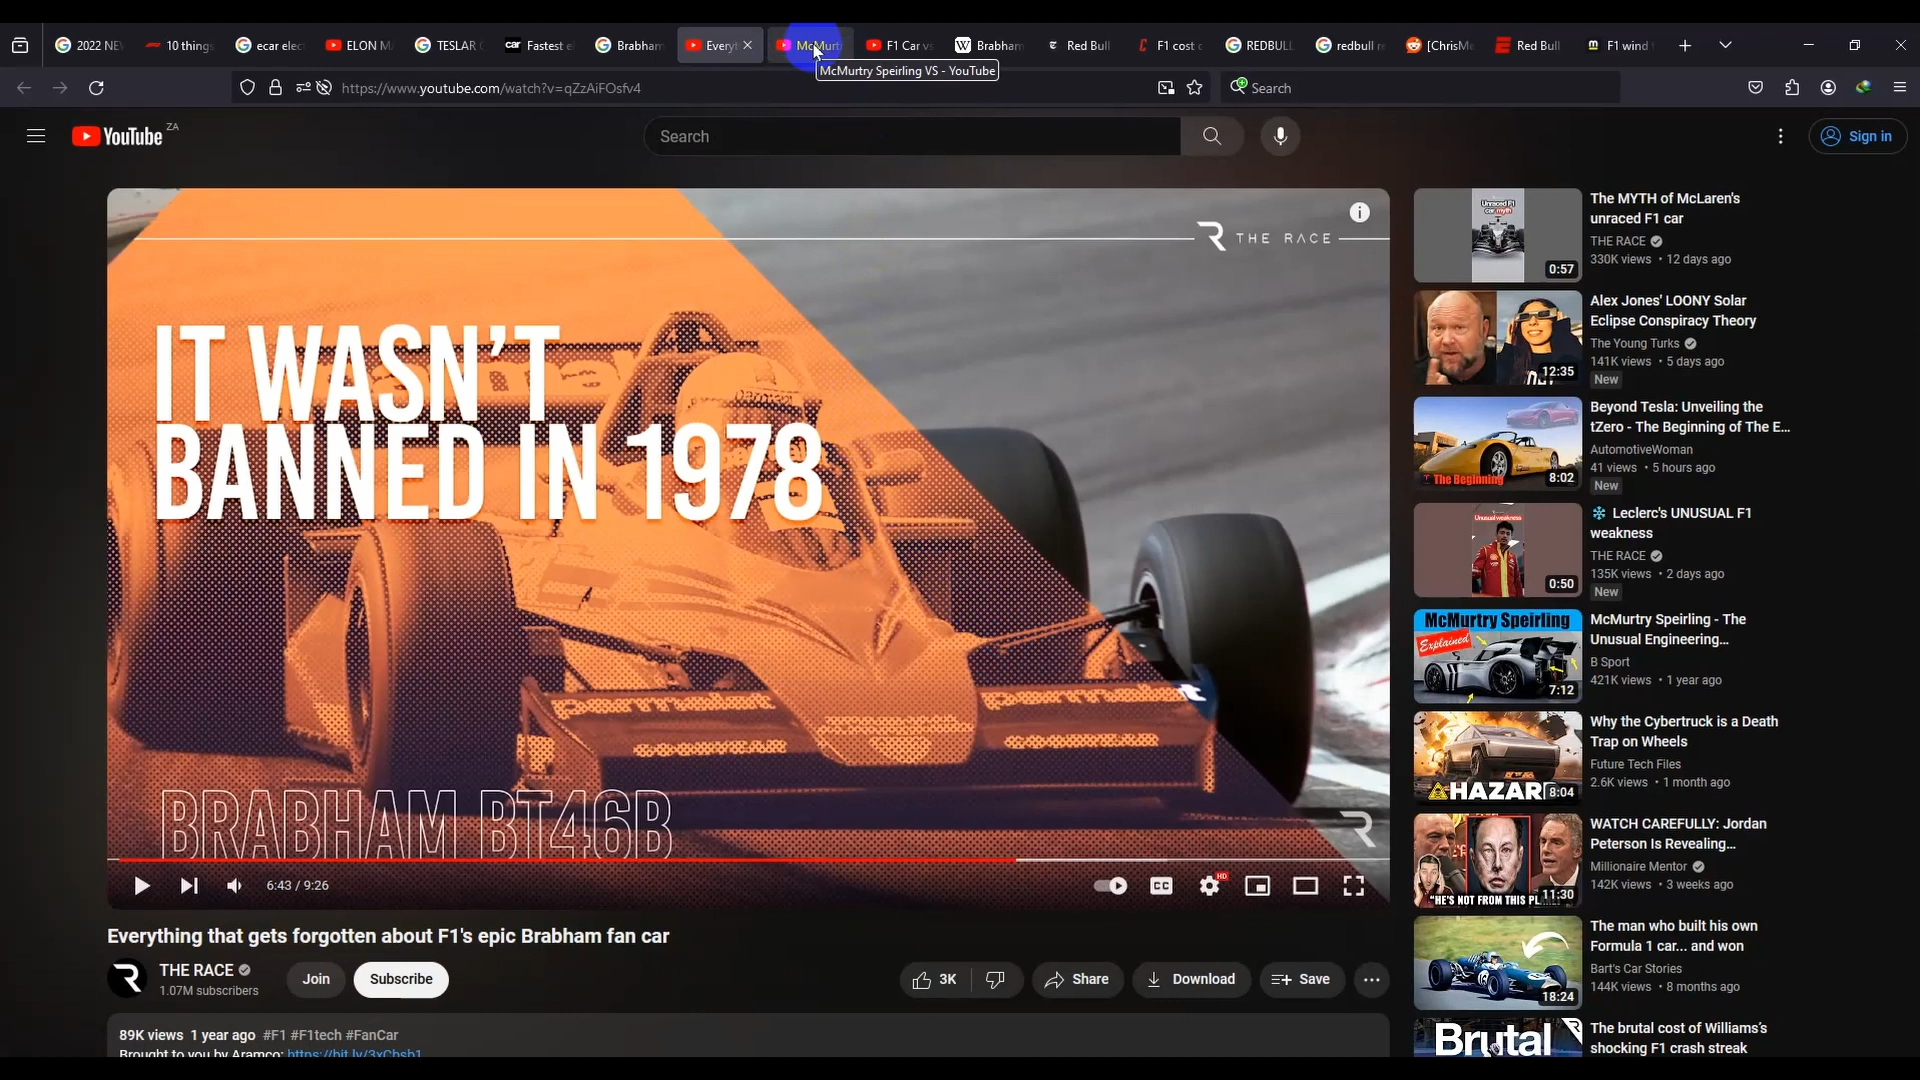 2022 NE
10 things
ecar elec
ELON M
TESLAR
car Fastest e
Brabham
Everyt
McMurt
F1 Car vs
W Brabham
Red Bull
F1 cost c
REDBULL
redbull r
[ChrisMe
Red Bull
F1 wind
McMurtry Speirling VS - YouTube
https://www.youtube.com/watch?v=qZzAiFOsfv4
Search
YouTube ZA
Search
Sign in
THE RACE
IT WASN'T
BANNED IN 1978
BRABHAM BT46B
6:43 / 9:26
CC
HD
Everything that gets forgotten about F1's epic Brabham fan car
THE RACE
1.07M subscribers
Join
Subscribe
3K
Share
Download
Save
89K views 1 year ago #F1 #F1tech #FanCar
Brought to you by Aramco: https://bit.ly/3xCbsh1
Unraced F1
car myth
0:57
The MYTH of McLaren's
unraced F1 car
THE RACE
330K views • 12 days ago
12:35
Alex Jones' LOONY Solar
Eclipse Conspiracy Theory
The Young Turks
141K views • 5 days ago
New
The Beginning
8:02
Beyond Tesla: Unveiling the
tZero - The Beginning of The E...
AutomotiveWoman
41 views • 5 hours ago
New
Unusual weakness
0:50
Leclerc's UNUSUAL F1
weakness
THE RACE
135K views • 2 days ago
New
McMurtry Speirling
Explained
7:12
McMurtry Speirling - The
Unusual Engineering...
B Sport
421K views • 1 year ago
HAZAR
8:04
Why the Cybertruck is a Death
Trap on Wheels
Future Tech Files
2.6K views • 1 month ago
"HE'S NOT FROM THIS PL
11:30
WATCH CAREFULLY: Jordan
Peterson Is Revealing...
Millionaire Mentor
142K views • 3 weeks ago
18:24
The man who built his own
Formula 1 car... and won
Bart's Car Stories
144K views • 8 months ago
Brutal
The brutal cost of Williams's
shocking F1 crash streak